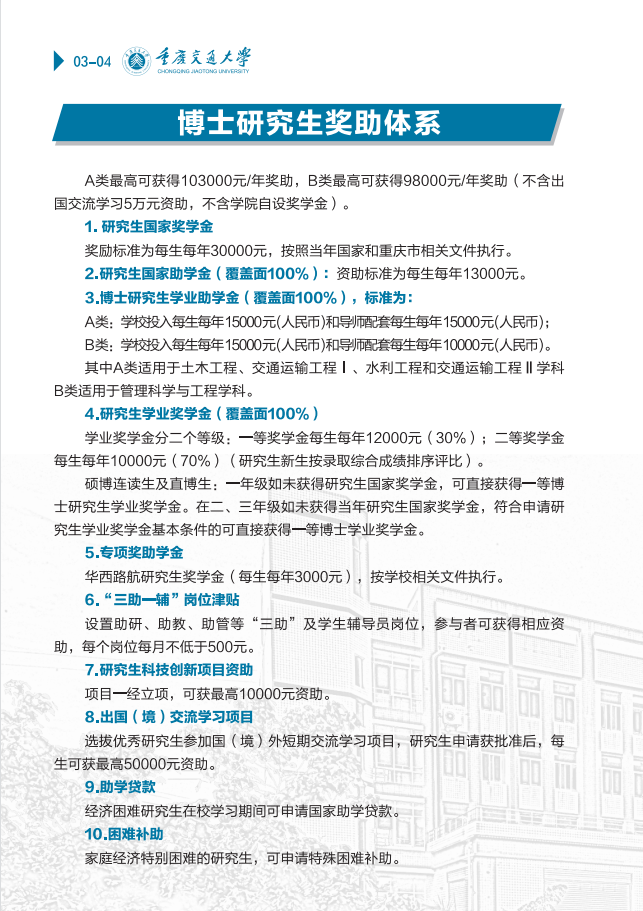 03-04
重庆交通大学
CHONGQING JIAOTONG UNIVERSITY
博士研究生奖助体系
A类最高可获得103000元/年奖助，B类最高可获得98000元/年奖助（不含出
国交流学习5万元资助，不含学院自设奖学金）。
1. 研究生国家奖学金
奖励标准为每生每年30000元，按照当年国家和重庆市相关文件执行。
2.研究生国家助学金（覆盖面100%）：资助标准为每生每年13000元。
3.博士研究生学业助学金（覆盖面100%），标准为：
A类：学校投入每生每年15000元(人民币)和导师配套每生每年15000元(人民币)；
B类：学校投入每生每年15000元(人民币)和导师配套每生每年10000元(人民币)。
其中A类适用于土木工程、交通运输工程Ⅰ、水利工程和交通运输工程Ⅱ学科
B类适用于管理科学与工程学科。
4.研究生学业奖学金（覆盖面100%）
学业奖学金分二个等级：一等奖学金每生每年12000元（30%）；二等奖学金
每生每年10000元（70%）（研究生新生按录取综合成绩排序评比）。
硕博连读生及直博生：一年级如未获得研究生国家奖学金，可直接获得一等博
士研究生学业奖学金。在二、三年级如未获得当年研究生国家奖学金，符合申请研
究生学业奖学金基本条件的可直接获得一等博士学业奖学金。
5.专项奖助学金
华西路航研究生奖学金（每生每年3000元），按学校相关文件执行。
6.“三助一辅”岗位津贴
设置助研、助教、助管等“三助”及学生辅导员岗位，参与者可获得相应资
助，每个岗位每月不低于500元。
7.研究生科技创新项目资助
项目一经立项，可获最高10000元资助。
8.出国（境）交流学习项目
选拔优秀研究生参加国（境）外短期交流学习项目，研究生申请获批准后，每
生可获最高50000元资助。
9.助学贷款
经济困难研究生在校学习期间可申请国家助学贷款。
10.困难补助
家庭经济特别困难的研究生，可申请特殊困难补助。